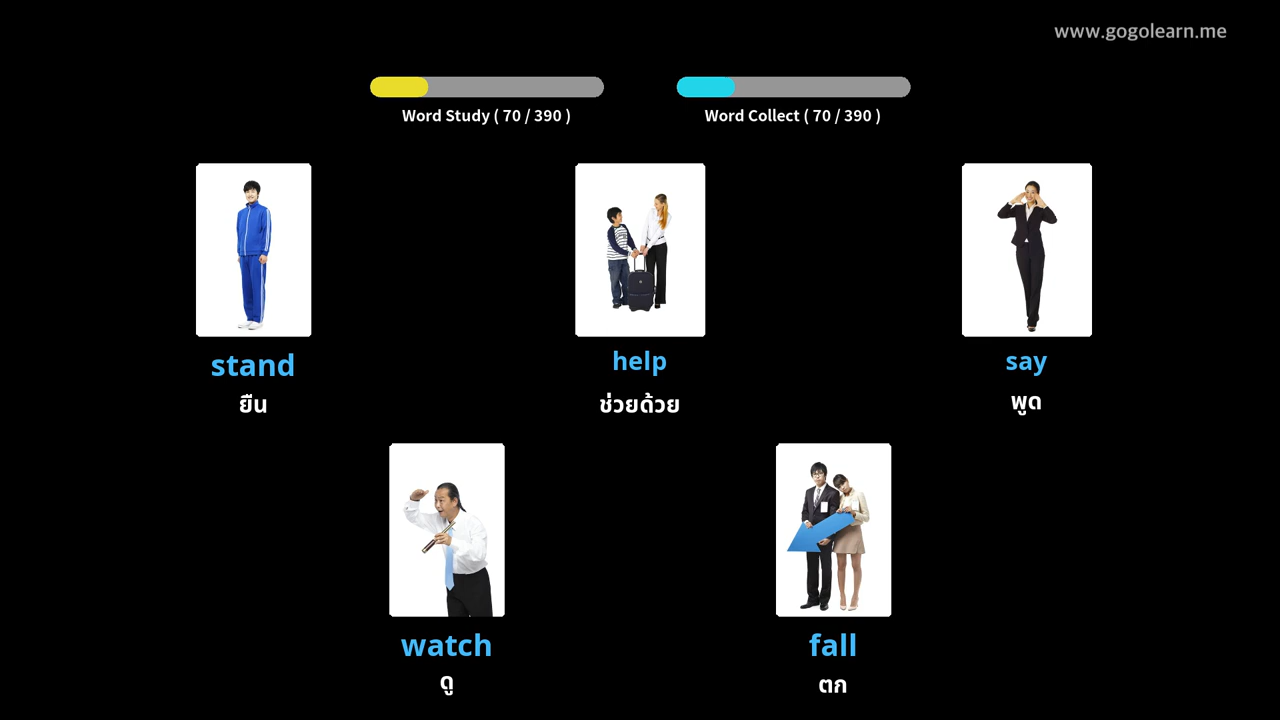 www.gogolearn.me
Word Study ( 70 / 390 )
Word Collect ( 70 / 390 )
stand
ยืน
help
ช่วยด้วย
say
พูด
watch
ดู
fall
ตก